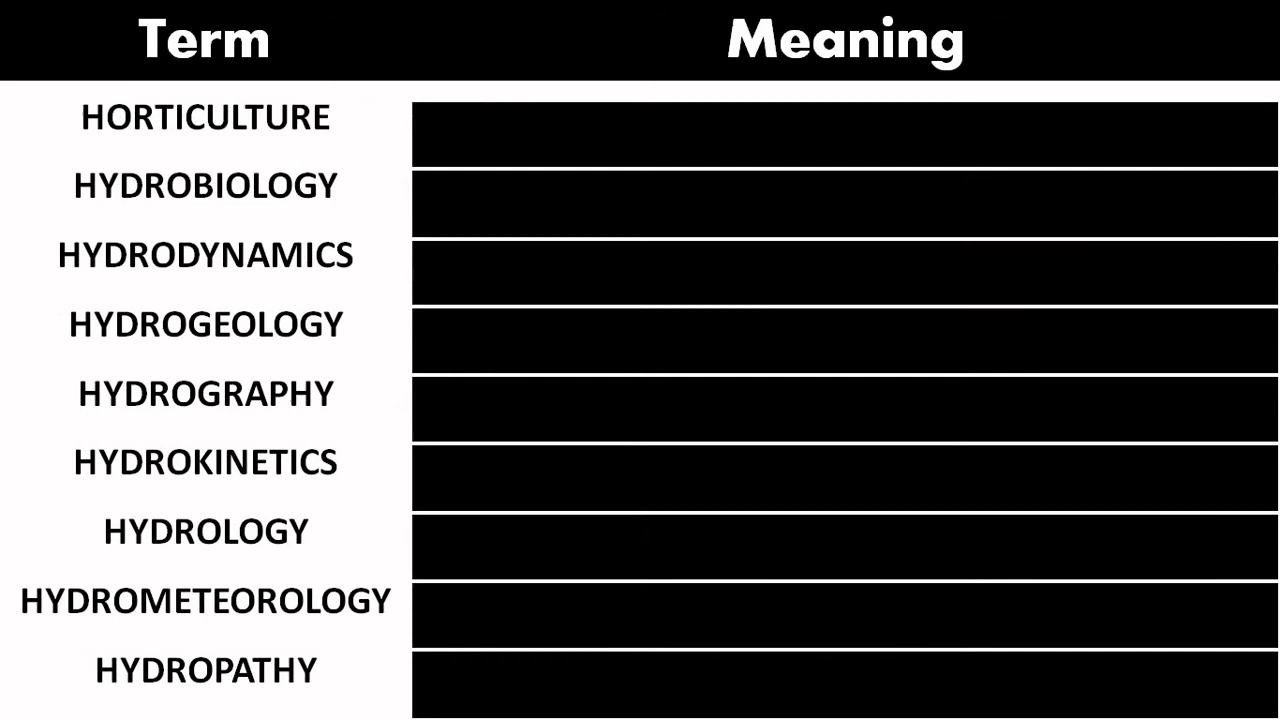 Term Meaning
HORTICULTURE
HYDROBIOLOGY
HYDRODYNAMICS
HYDROGEOLOGY
HYDROGRAPHY
HYDROKINETICS
HYDROLOGY
HYDROMETEOROLOGY
HYDROPATHY